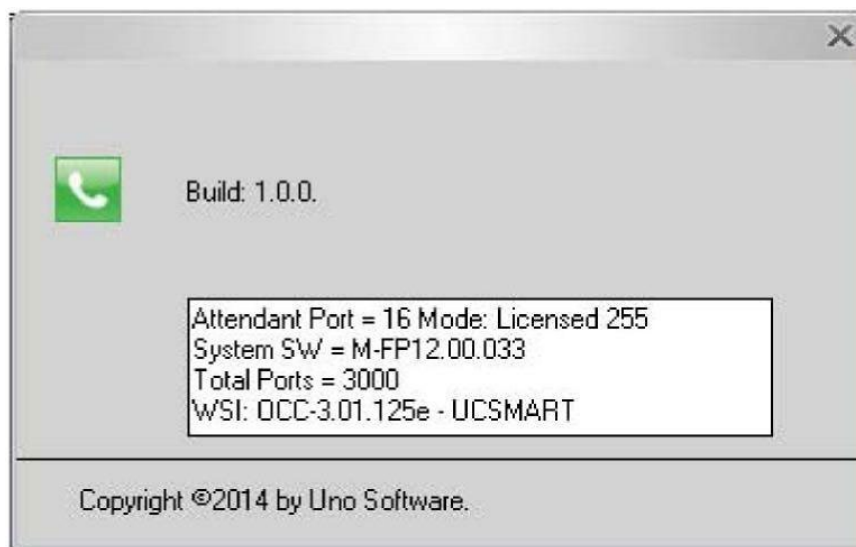 Build: 1.0.0.
Attendant Port = 16 Mode: Licensed 255
System SW = M-FP12.00.033
Total Ports = 3000
WSI: OCC-3.01.125e - UCSMART
Copyright ©2014 by Uno Software.